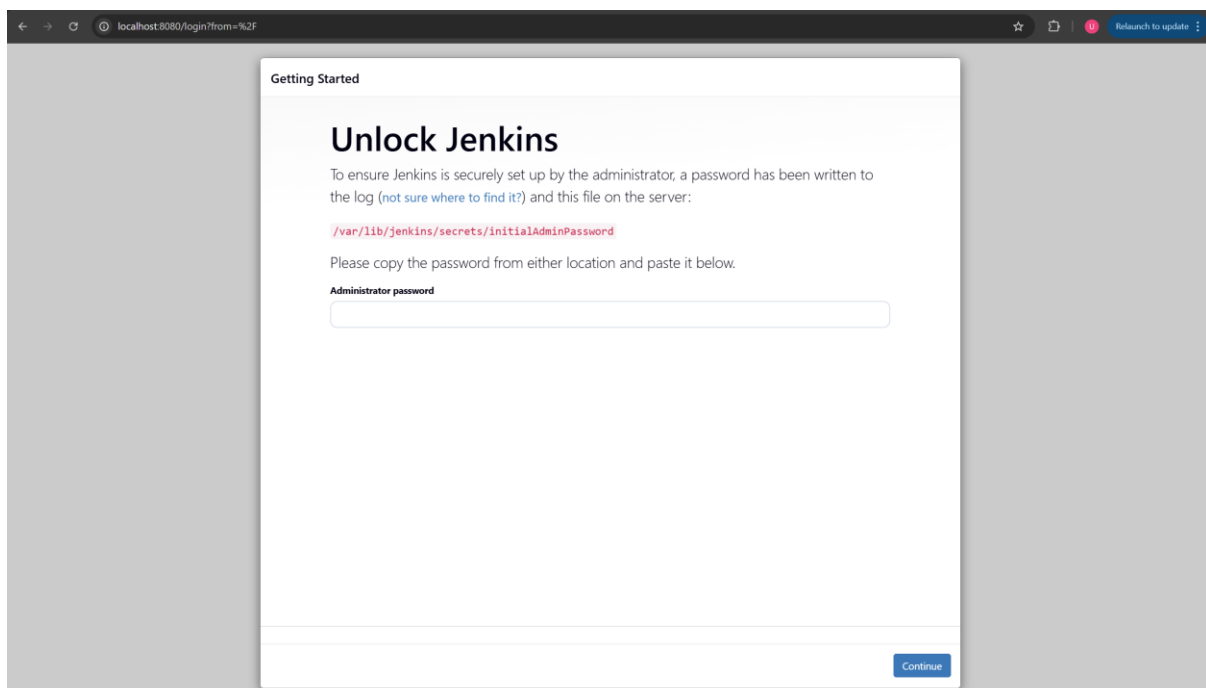 localhost:8080/login?from=%2F
U
Relaunch to update
Getting Started
Unlock Jenkins
To ensure Jenkins is securely set up by the administrator, a password has been written to
the log (not sure where to find it?) and this file on the server:
/var/lib/jenkins/secrets/initialAdminPassword
Please copy the password from either location and paste it below.
Administrator password
Continue